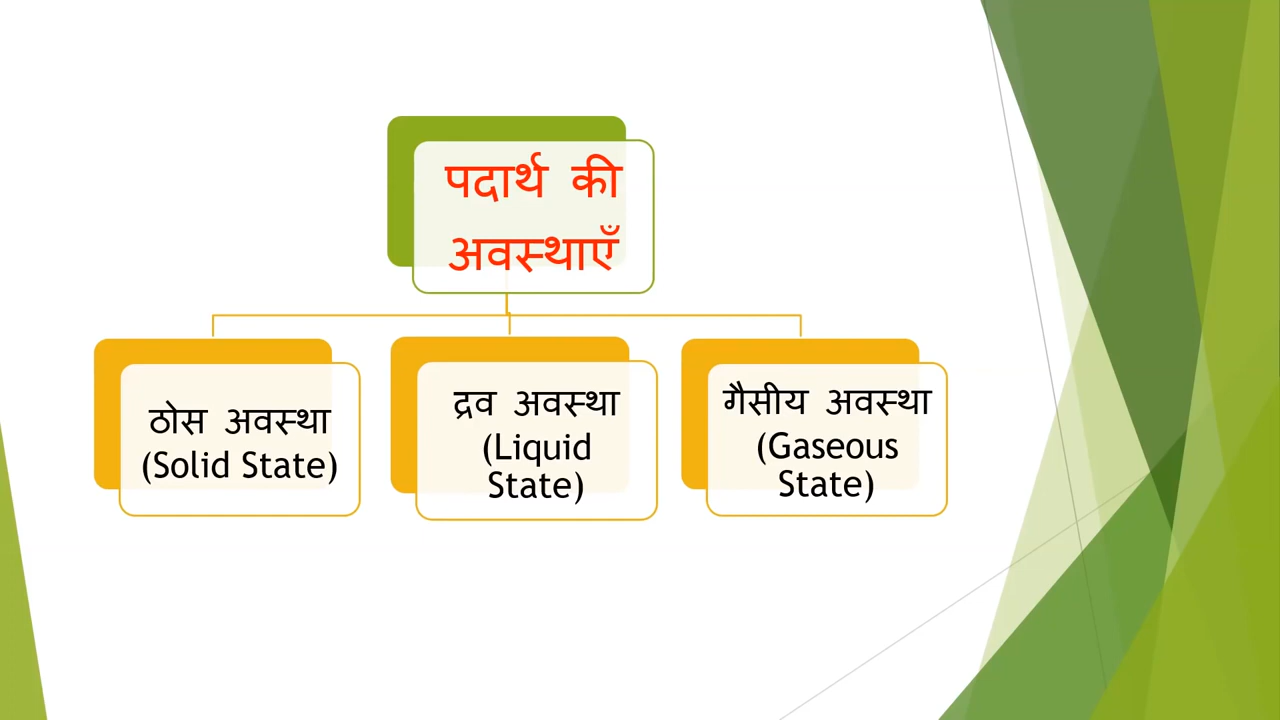 पदार्थ की
अवस्थाएँ
ठोस अवस्था
(Solid State)
द्रव अवस्था
(Liquid
State)
गैसीय अवस्था
(Gaseous
State)